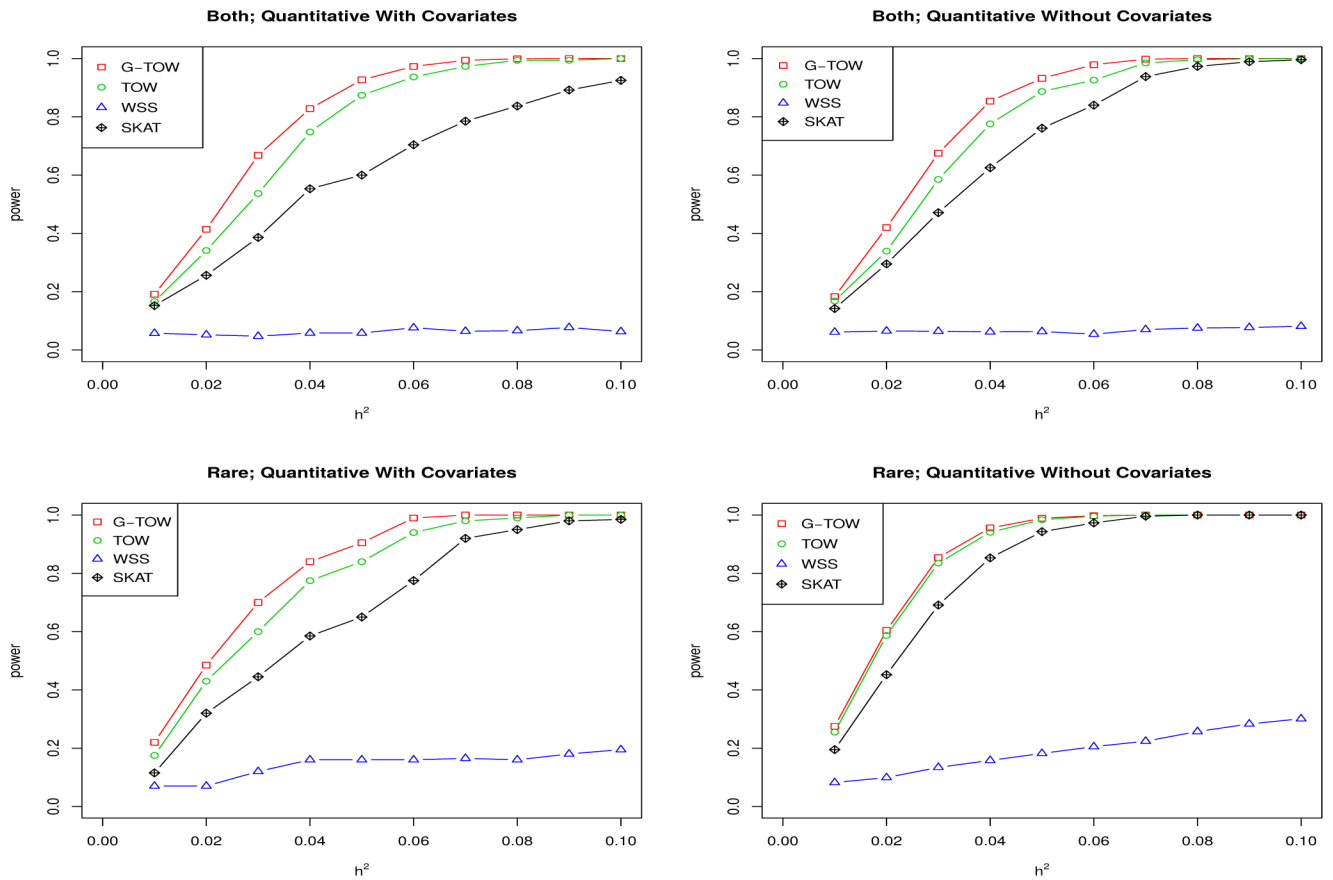 Both; Quantitative With Covariates
G−TOW
TOW
WSS
SKAT
power
0.0 0.2 0.4 0.6 0.8 1.0
0.00 0.02 0.04 0.06 0.08 0.10
h²
Both; Quantitative Without Covariates
G−TOW
TOW
WSS
SKAT
power
0.0 0.2 0.4 0.6 0.8 1.0
0.00 0.02 0.04 0.06 0.08 0.10
h²
Rare; Quantitative With Covariates
G−TOW
TOW
WSS
SKAT
power
0.0 0.2 0.4 0.6 0.8 1.0
0.00 0.02 0.04 0.06 0.08 0.10
h²
Rare; Quantitative Without Covariates
G−TOW
TOW
WSS
SKAT
power
0.0 0.2 0.4 0.6 0.8 1.0
0.00 0.02 0.04 0.06 0.08 0.10
h²